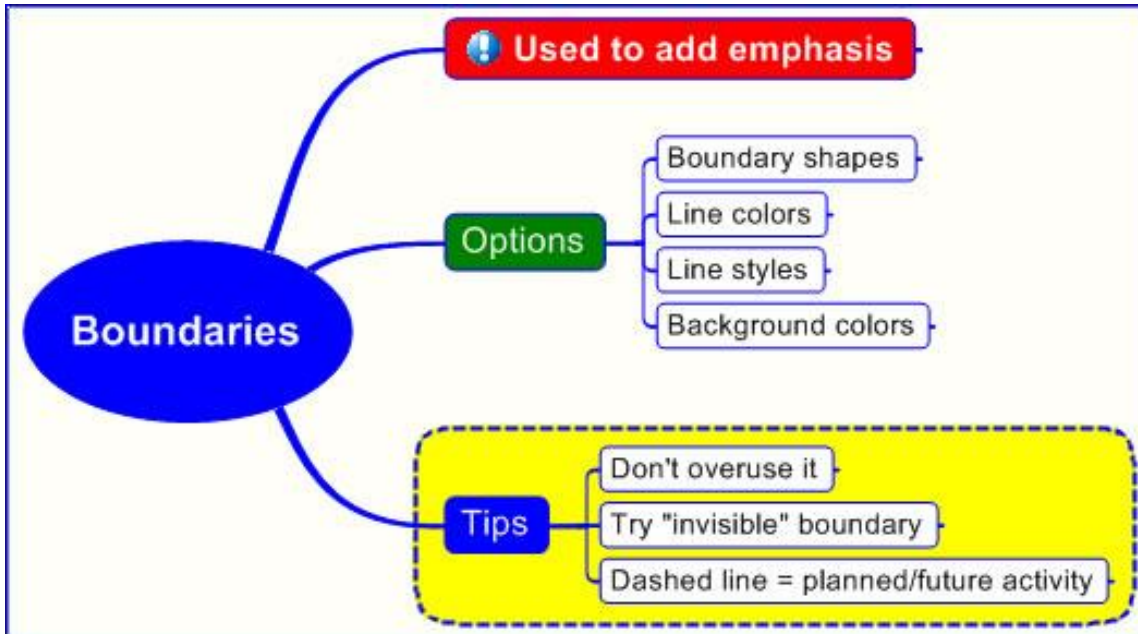 Used to add emphasis
Boundaries
Options
Boundary shapes
Line colors
Line styles
Background colors
Tips
Don't overuse it
Try "invisible" boundary
Dashed line = planned/future activity